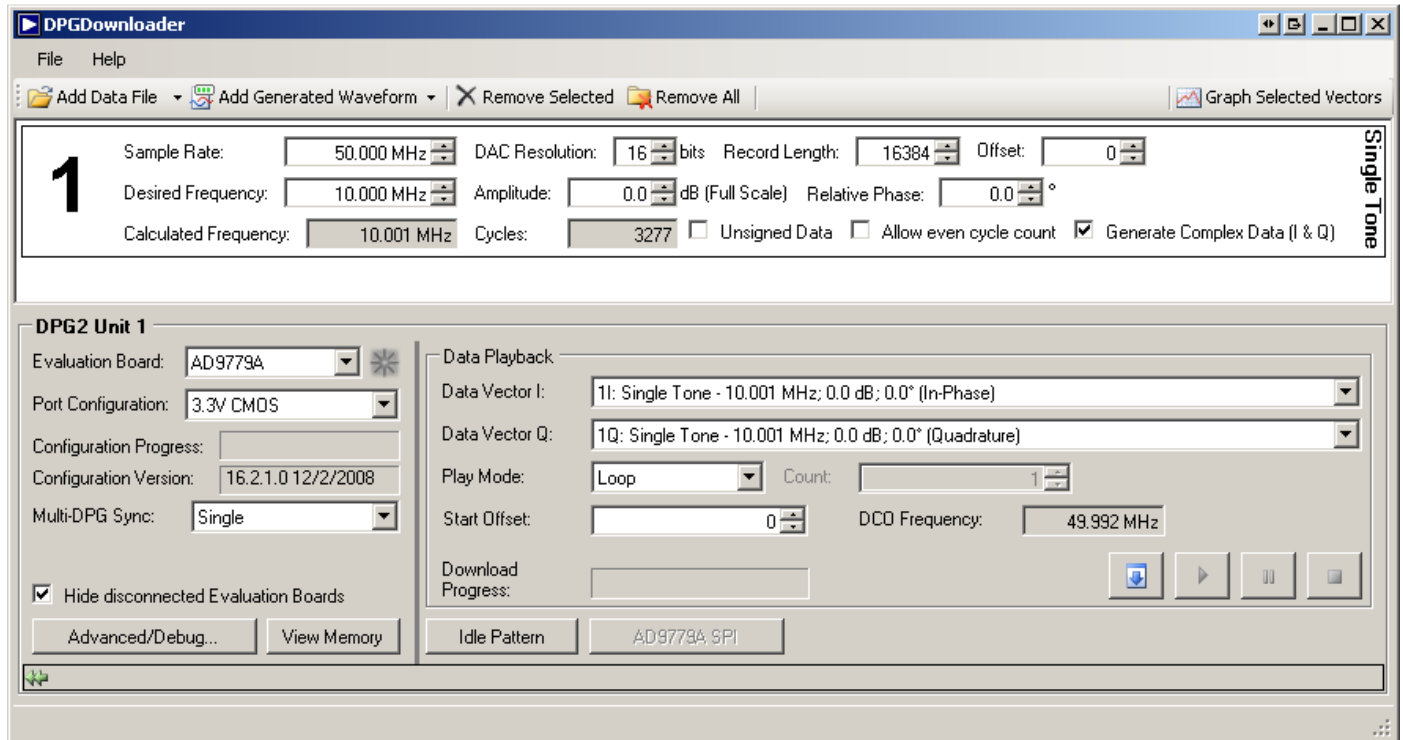 DPGDownloader
File Help
Add Data File Add Generated Waveform Remove Selected Remove All Graph Selected Vectors
1
Sample Rate: 50.000 MHz DAC Resolution: 16 bits Record Length: 16384 Offset: 0
Desired Frequency: 10.000 MHz Amplitude: 0.0 dB (Full Scale) Relative Phase: 0.0 °
Calculated Frequency: 10.001 MHz Cycles: 3277 Unsigned Data Allow even cycle count Generate Complex Data (I & Q)
Single Tone
DPG2 Unit 1
Evaluation Board: AD9779A
Port Configuration: 3.3V CMOS
Configuration Progress:
Configuration Version: 16.2.1.0 12/2/2008
Multi-DPG Sync: Single
Hide disconnected Evaluation Boards
Advanced/Debug... View Memory
Data Playback
Data Vector I: 1I: Single Tone - 10.001 MHz; 0.0 dB; 0.0° (In-Phase)
Data Vector Q: 1Q: Single Tone - 10.001 MHz; 0.0 dB; 0.0° (Quadrature)
Play Mode: Loop Count: 1
Start Offset: 0 DCO Frequency: 49.992 MHz
Download
Progress:
Idle Pattern AD9779A SPI